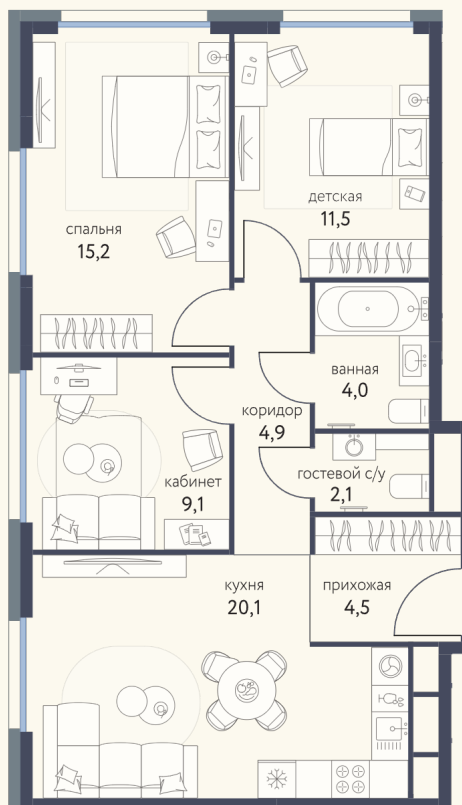 детская
11,5
спальня
15,2
ванная
4,0
коридор
4,9
гостевой с/у
2,1
кабинет
9,1
кухня
20,1
прихожая
4,5